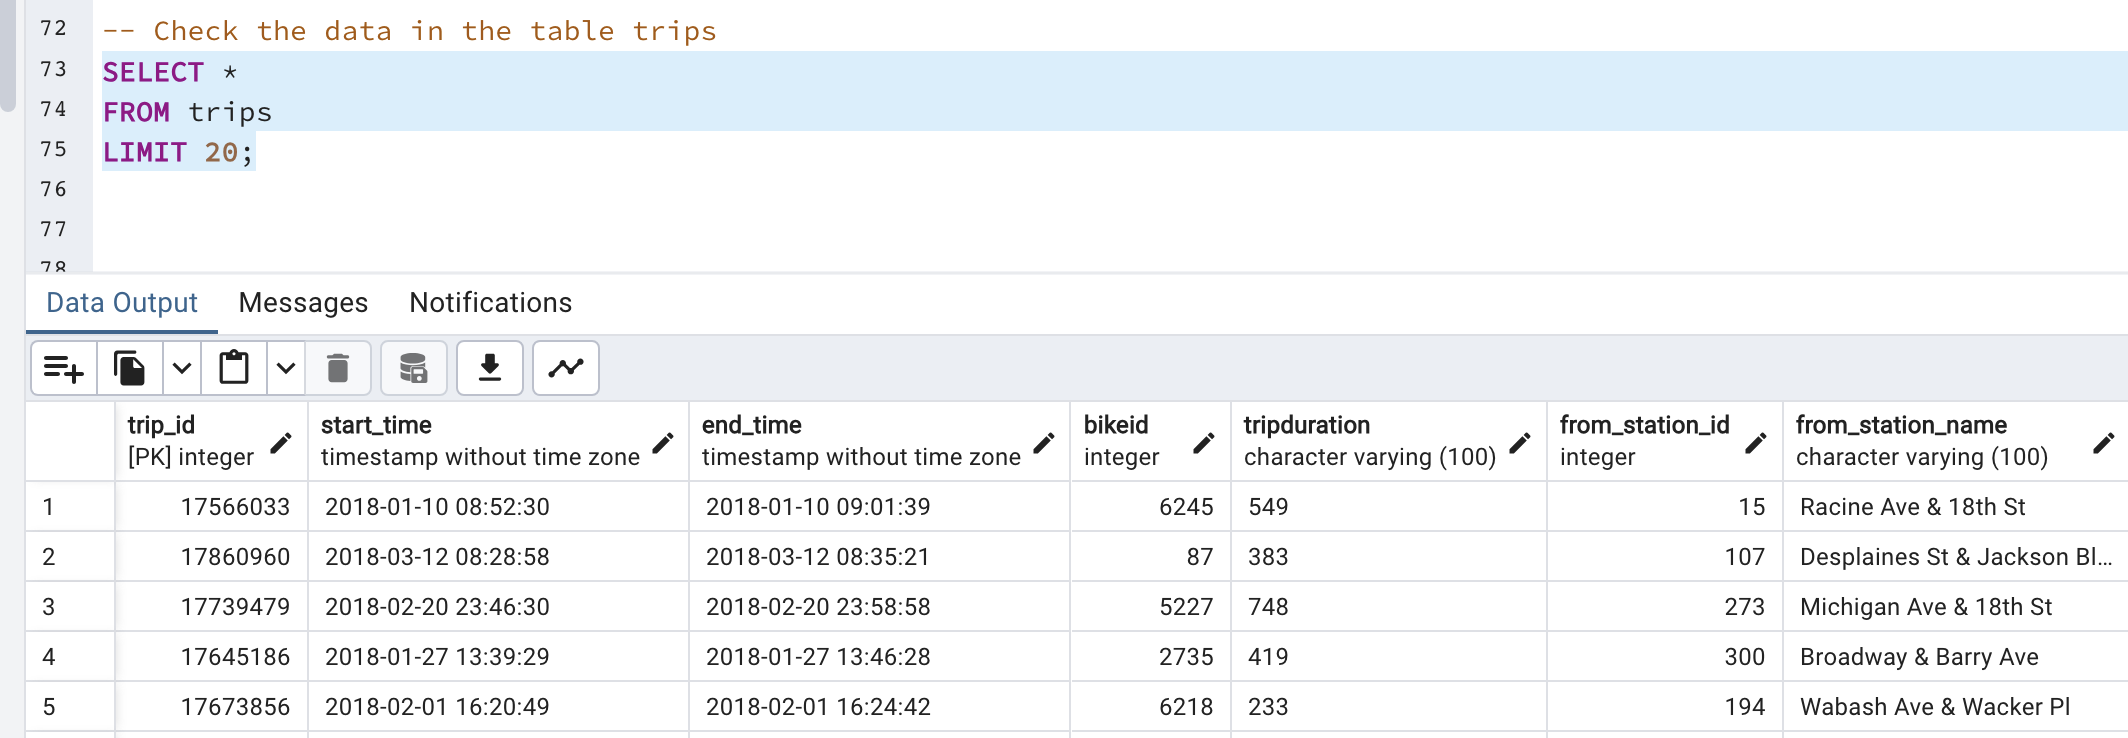 72 -- Check the data in the table trips
73 SELECT *
74 FROM trips
75 LIMIT 20;
76
77
78
Data Output Messages Notifications
trip_id start_time end_time bikeid tripduration from_station_id from_station_name
[PK] integer timestamp without time zone timestamp without time zone integer character varying (100) integer character varying (100)
1 17566033 2018-01-10 08:52:30 2018-01-10 09:01:39 6245 549 15 Racine Ave & 18th St
2 17860960 2018-03-12 08:28:58 2018-03-12 08:35:21 87 383 107 Desplaines St & Jackson Bl...
3 17739479 2018-02-20 23:46:30 2018-02-20 23:58:58 5227 748 273 Michigan Ave & 18th St
4 17645186 2018-01-27 13:39:29 2018-01-27 13:46:28 2735 419 300 Broadway & Barry Ave
5 17673856 2018-02-01 16:20:49 2018-02-01 16:24:42 6218 233 194 Wabash Ave & Wacker Pl